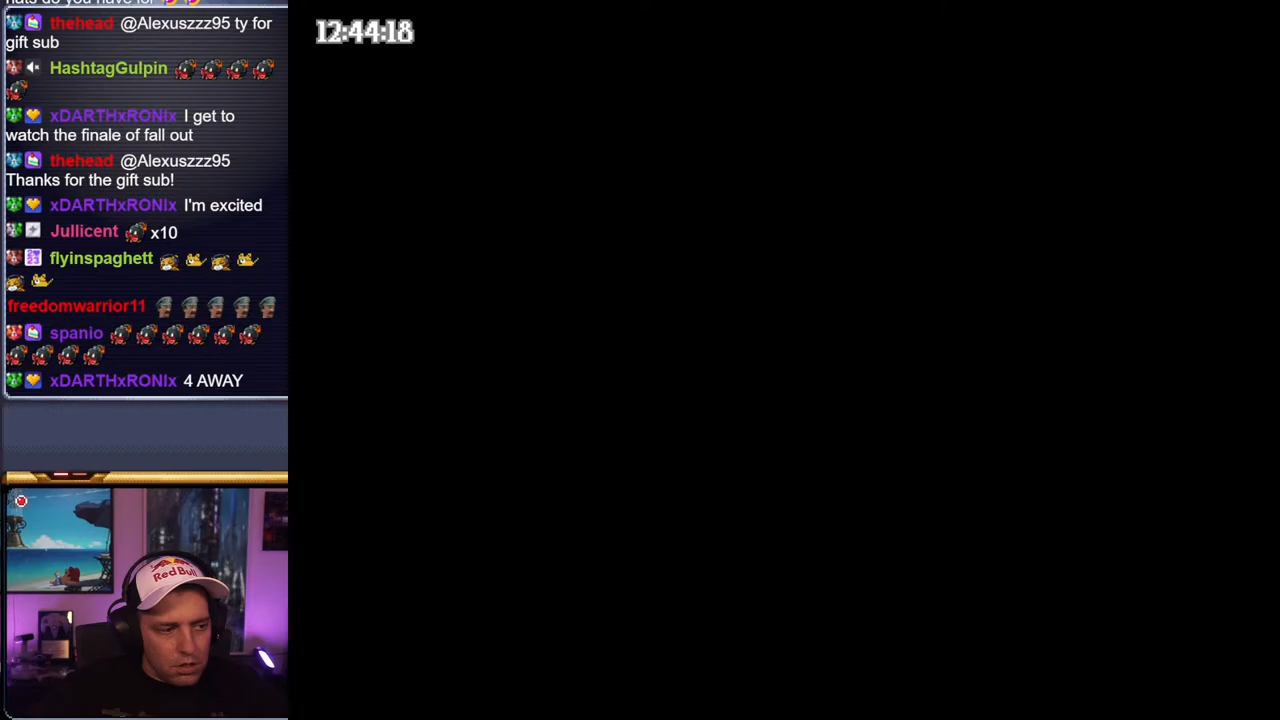 thehead @Alexuszzz95 ty for
gift sub
HashtagGulpin
xDARTHxRONIx I get to
watch the finale of fall out
thehead @Alexuszzz95
Thanks for the gift sub!
xDARTHxRONIx I'm excited
Jullicent x10
flyinspaghett
freedomwarrior11
spanio
xDARTHxRONIx 4 AWAY
12:44:18
Red Bull